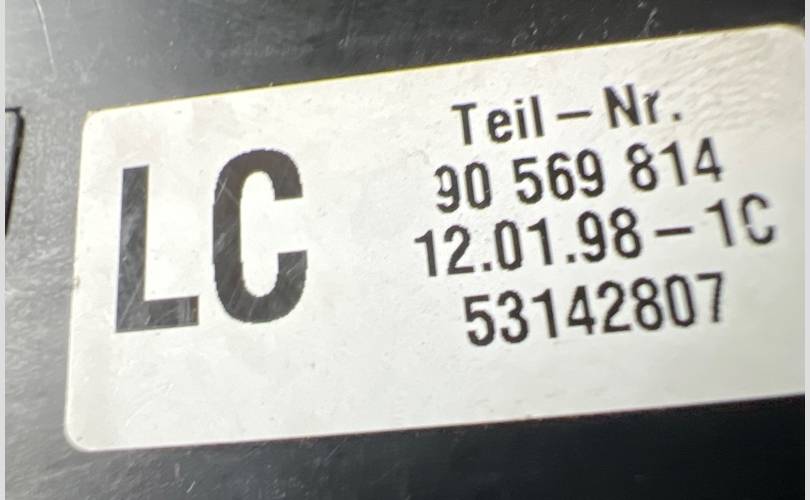 LC
Teil – Nr.
90 569 814
12.01.98 – 1C
53142807